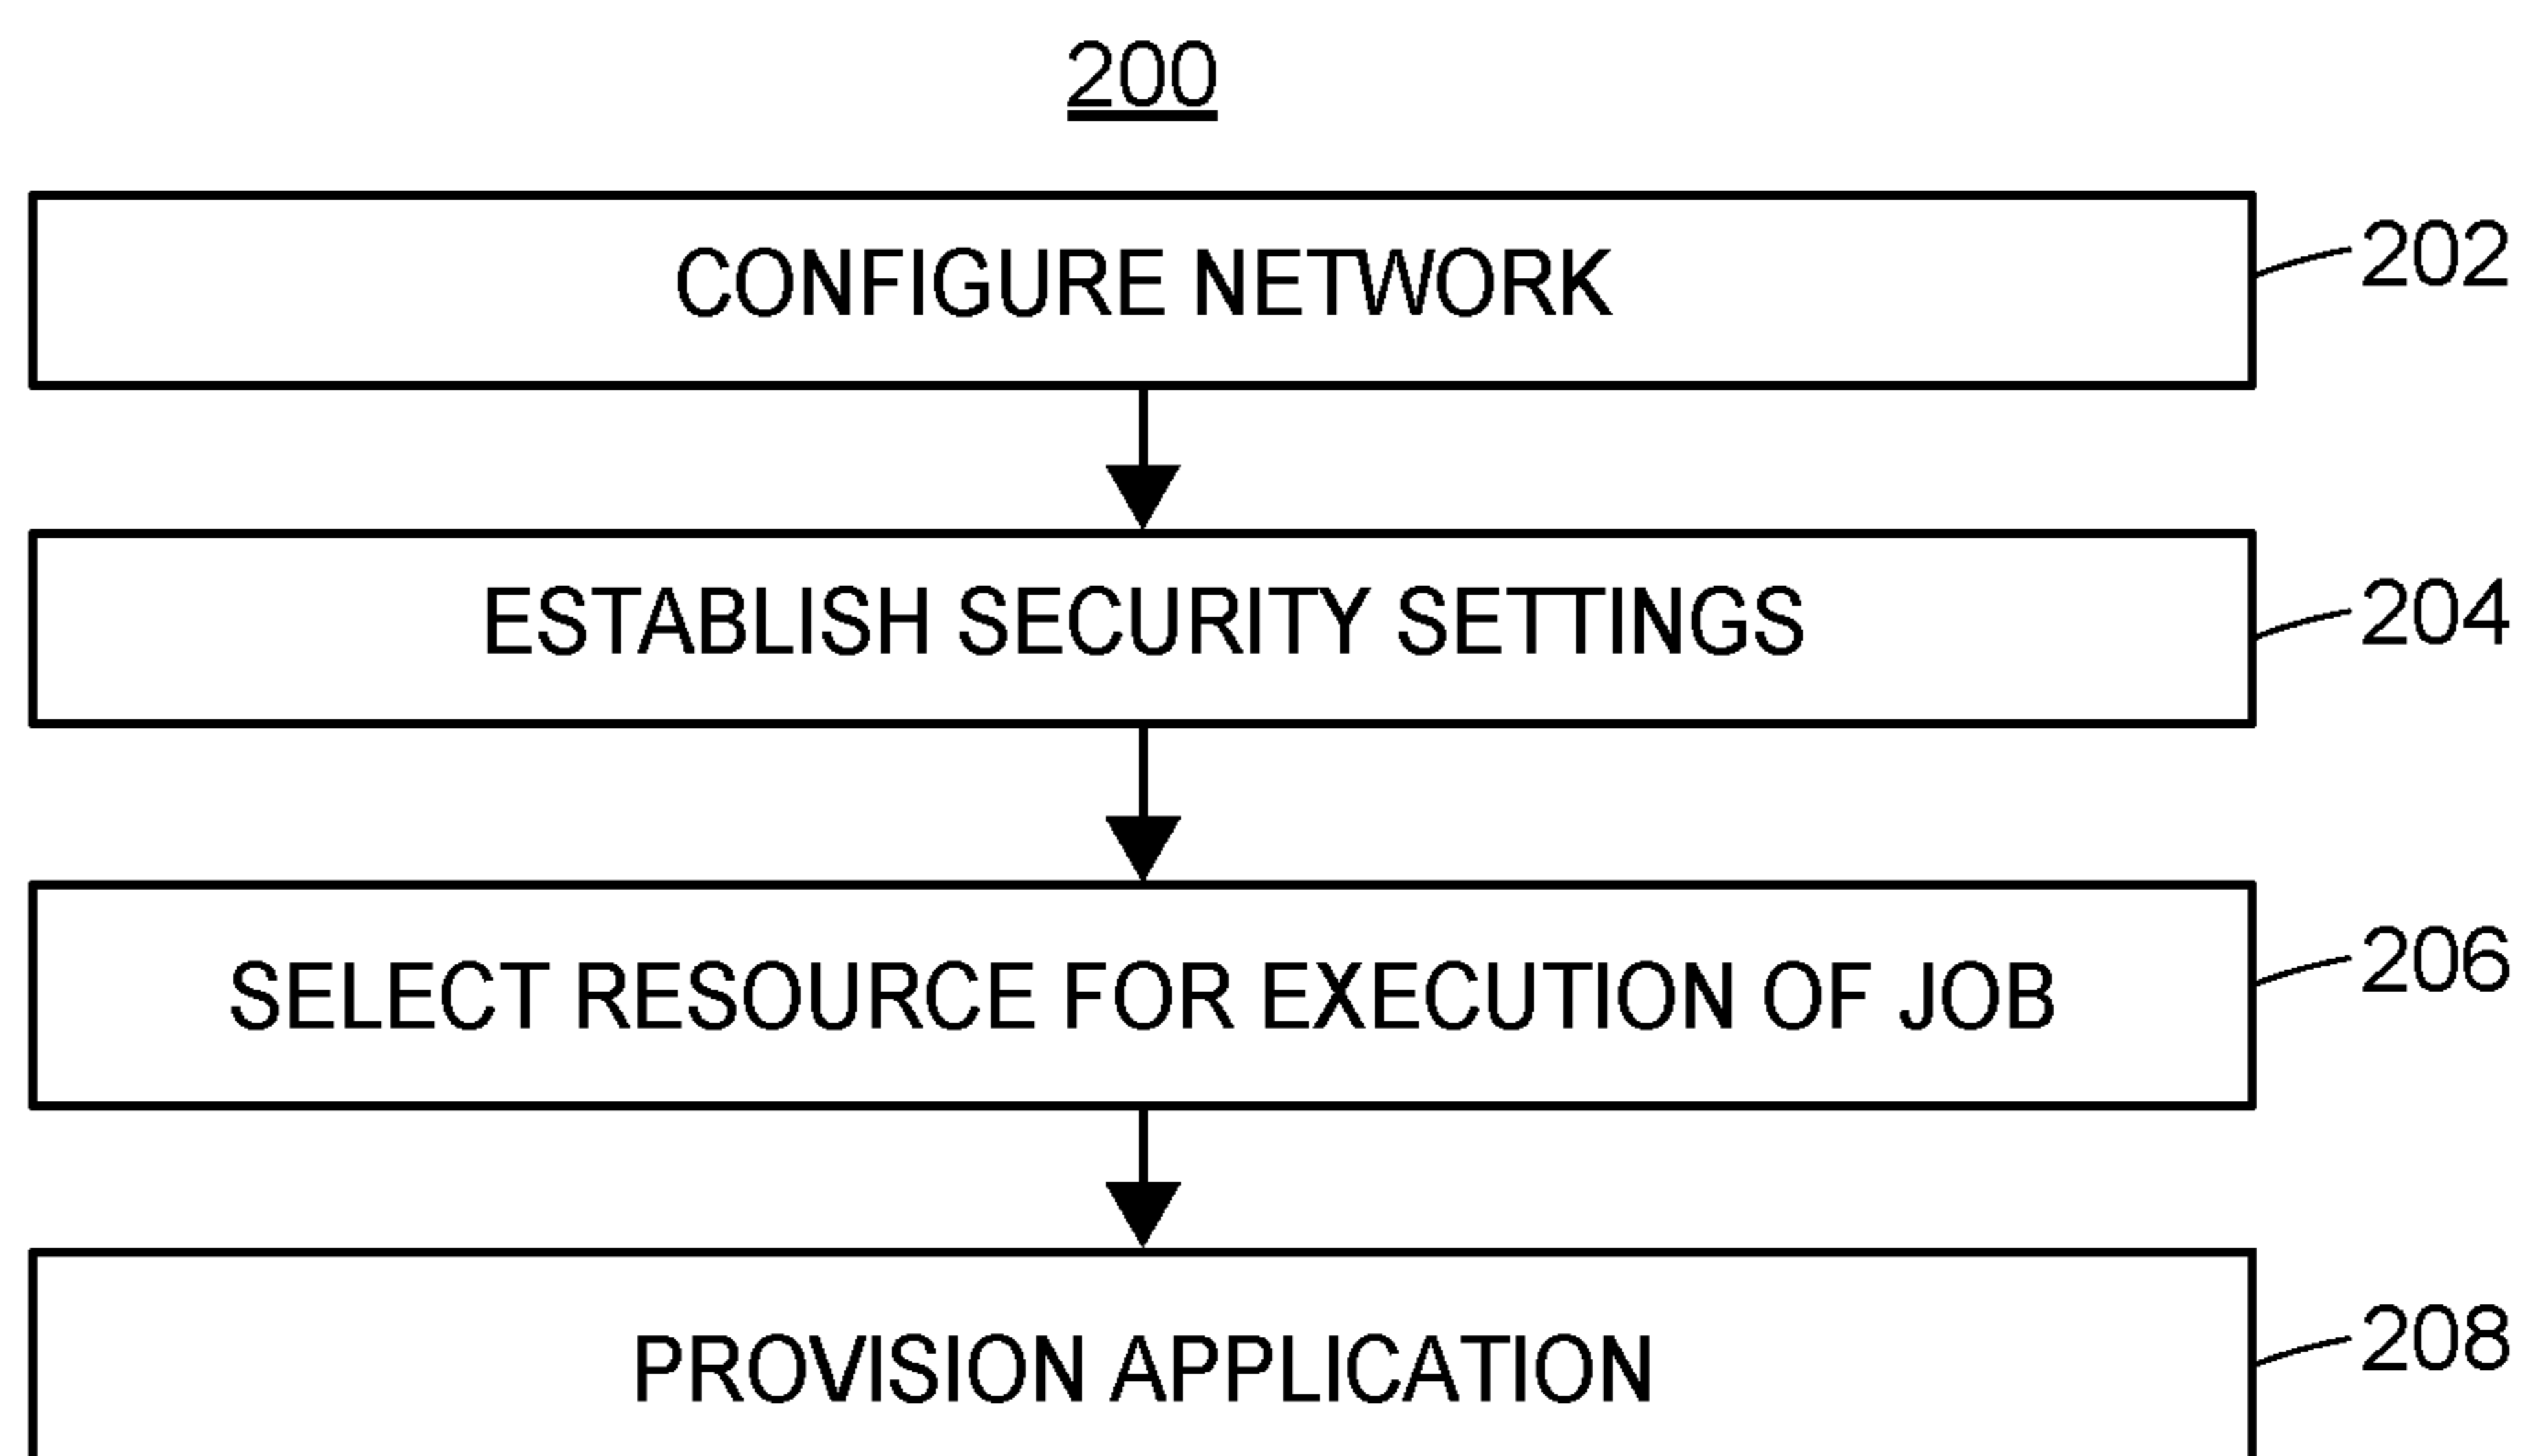 200
CONFIGURE NETWORK
202
ESTABLISH SECURITY SETTINGS
204
SELECT RESOURCE FOR EXECUTION OF JOB
206
PROVISION APPLICATION
208